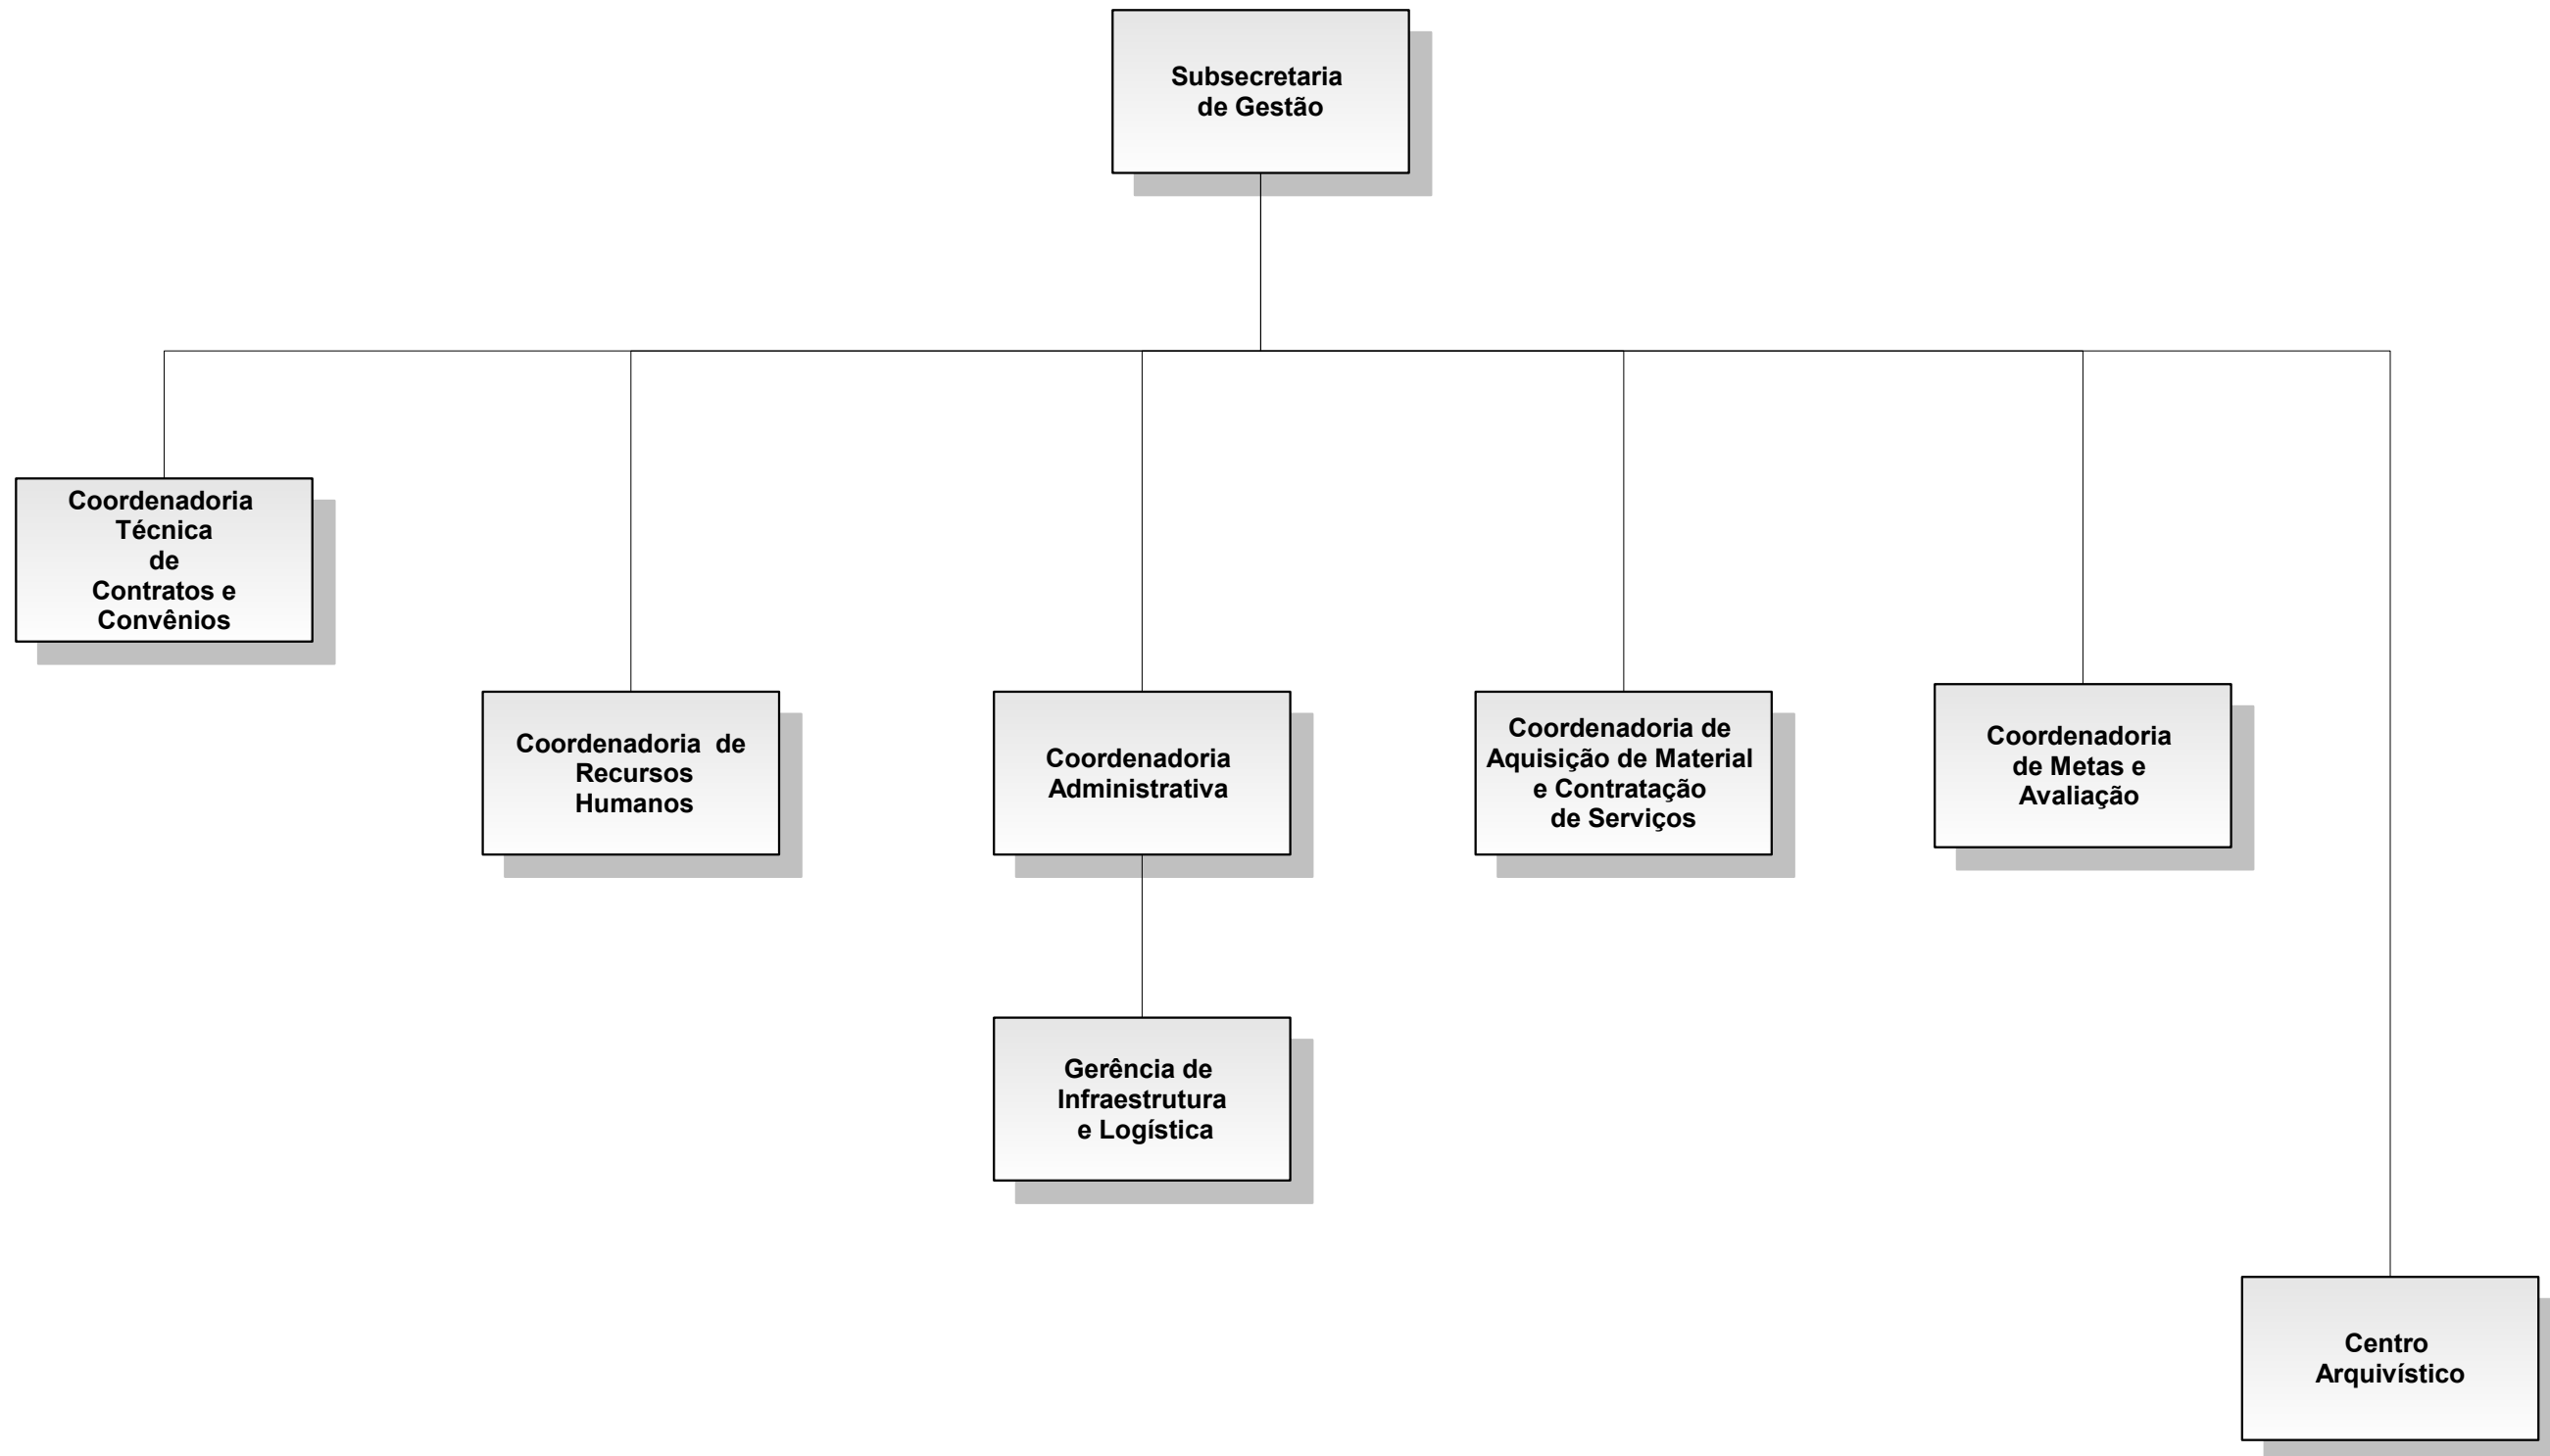 Subsecretaria
de Gestão
Coordenadoria
Técnica
de
Contratos e
Convênios
Coordenadoria de
Recursos
Humanos
Coordenadoria
Administrativa
Coordenadoria de
Aquisição de Material
e Contratação
de Serviços
Coordenadoria
de Metas e
Avaliação
Gerência de
Infraestrutura
e Logística
Centro
Arquivístico